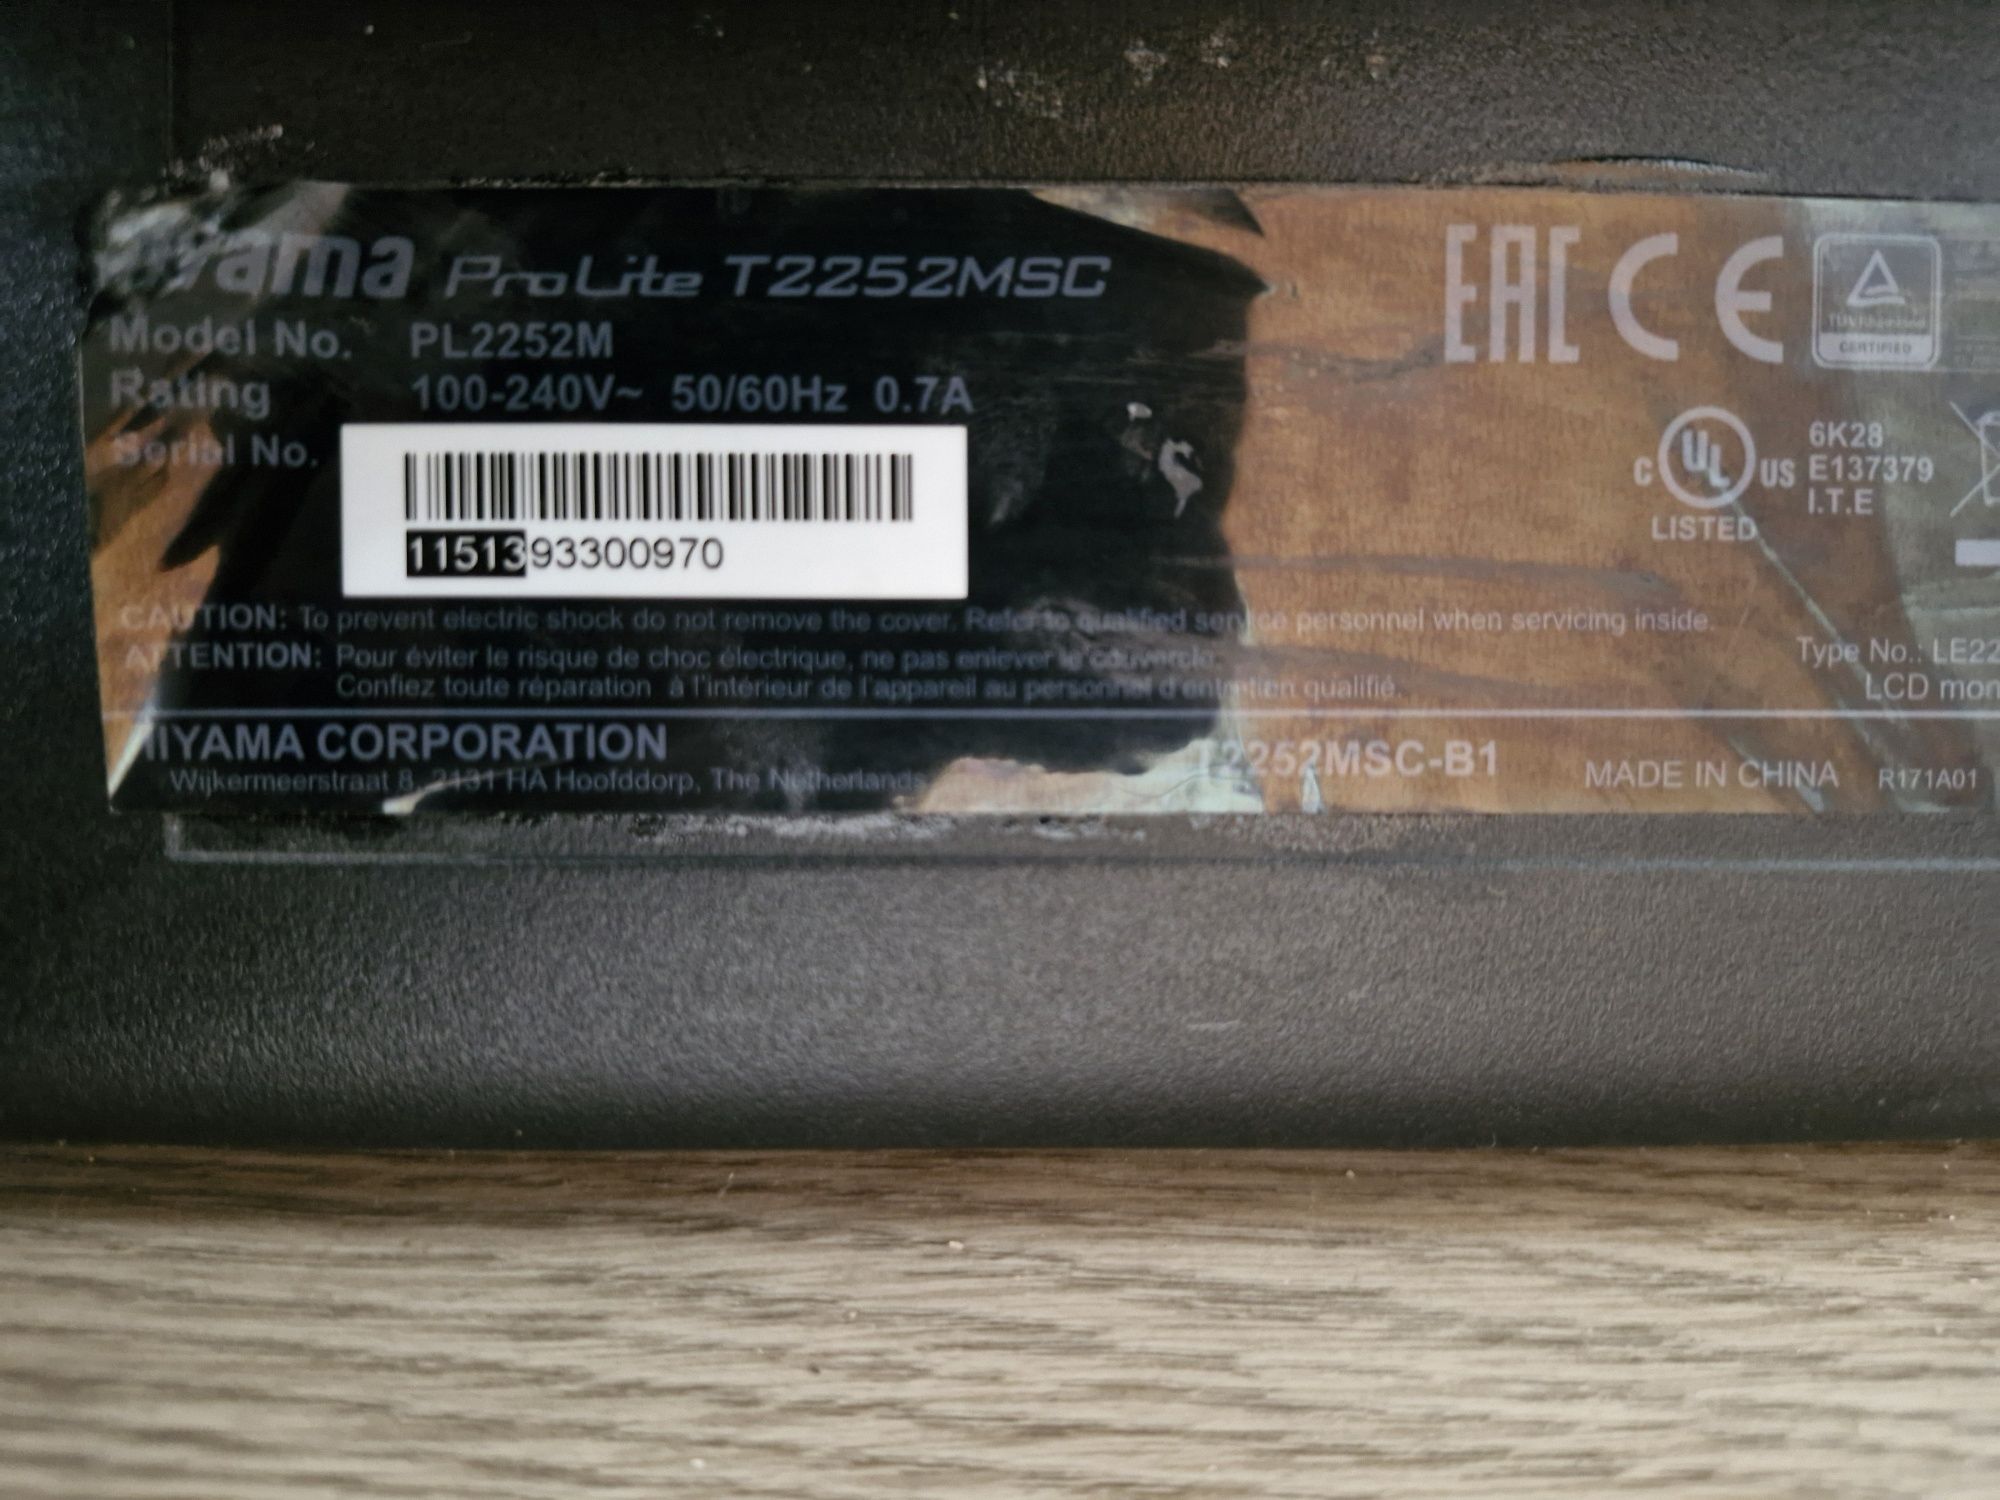 iiyama ProLite T2252MSC
Model No. PL2252M
Rating 100-240V~ 50/60Hz 0.7A
Serial No.
1151393300970
EAC CE
TÜVRheinland
CERTIFIED
C UL US
LISTED
6K28
E137379
I.T.E
CAUTION: To prevent electric shock do not remove the cover. Refer to qualified service personnel when servicing inside.
ATTENTION: Pour éviter le risque de choc électrique, ne pas enlever le couvercle.
Confiez toute réparation à l'intérieur de l'appareil au personnel d'entretien qualifié.
Type No.: LE22
LCD mon
IIYAMA CORPORATION
Wijkermeerstraat 8, 2131 HA Hoofddorp, The Netherlands
T2252MSC-B1
MADE IN CHINA R171A01